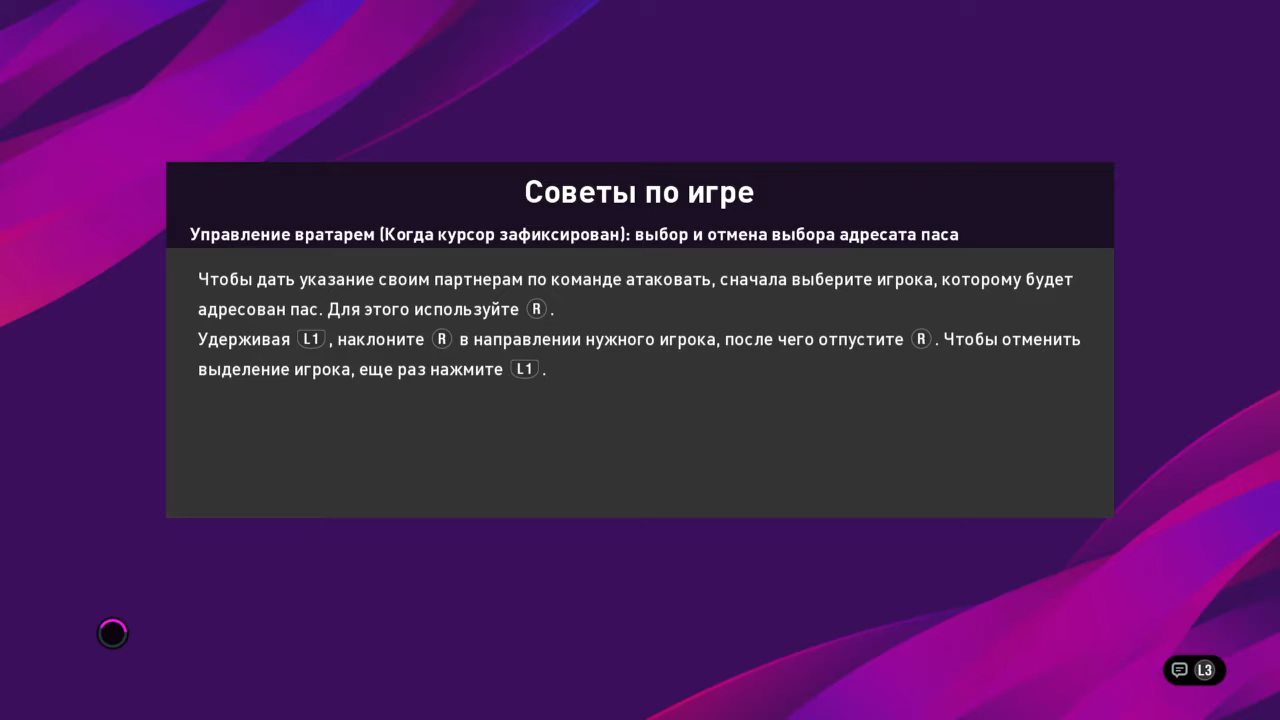 Советы по игре
Управление вратарем (Когда курсор зафиксирован): выбор и отмена выбора адресата паса
Чтобы дать указание своим партнерам по команде атаковать, сначала выберите игрока, которому будет
адресован пас. Для этого используйте R .
Удерживая L1 , наклоните R в направлении нужного игрока, после чего отпустите R . Чтобы отменить
выделение игрока, еще раз нажмите L1 .
L3